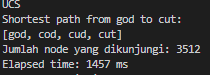 UCS
Shortest path from god to cut:
[god, cod, cud, cut]
Jumlah node yang dikunjungi: 3512
Elapsed time: 1457 ms